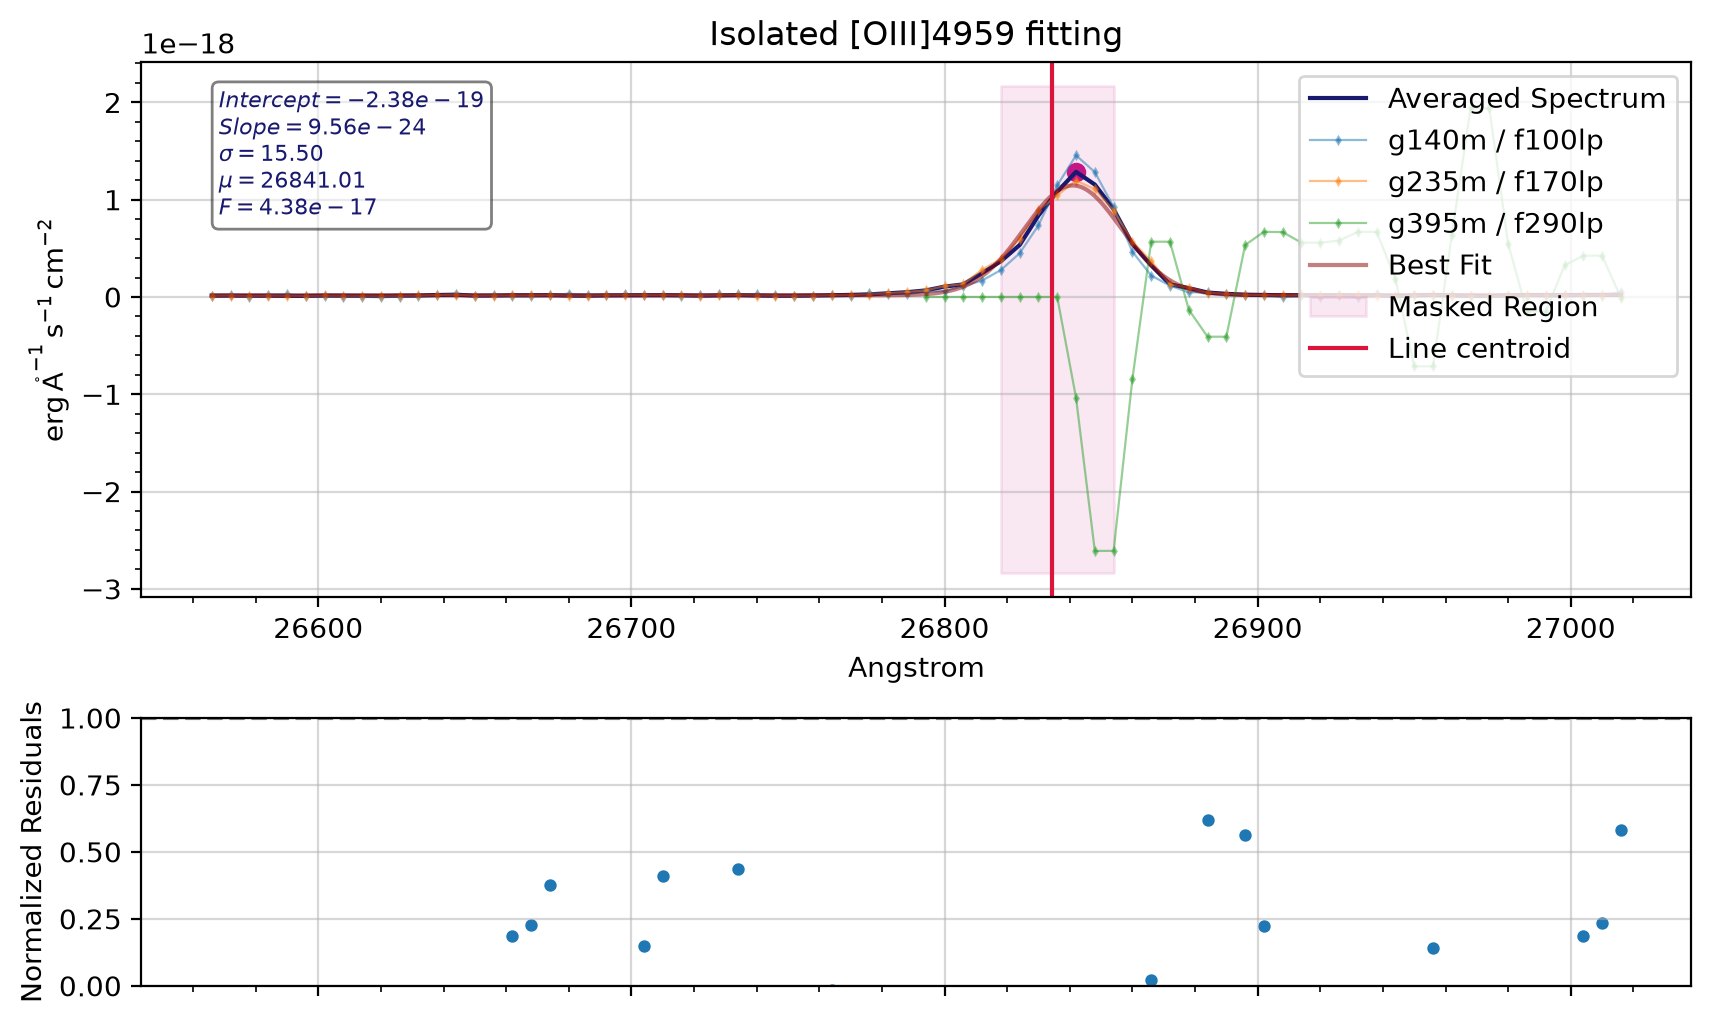 Isolated [OIII]4959 fitting
1e−18
Intercept = −2.38e − 19
Slope = 9.56e − 24
σ = 15.50
μ = 26841.01
F = 4.38e − 17
Averaged Spectrum
g140m / f100lp
g235m / f170lp
g395m / f290lp
Best Fit
Masked Region
Line centroid
2
1
0
−1
−2
−3
erg Å⁻¹ s⁻¹ cm⁻²
26600 26700 26800 26900 27000
Angstrom
1.00
0.75
0.50
0.25
0.00
Normalized Residuals